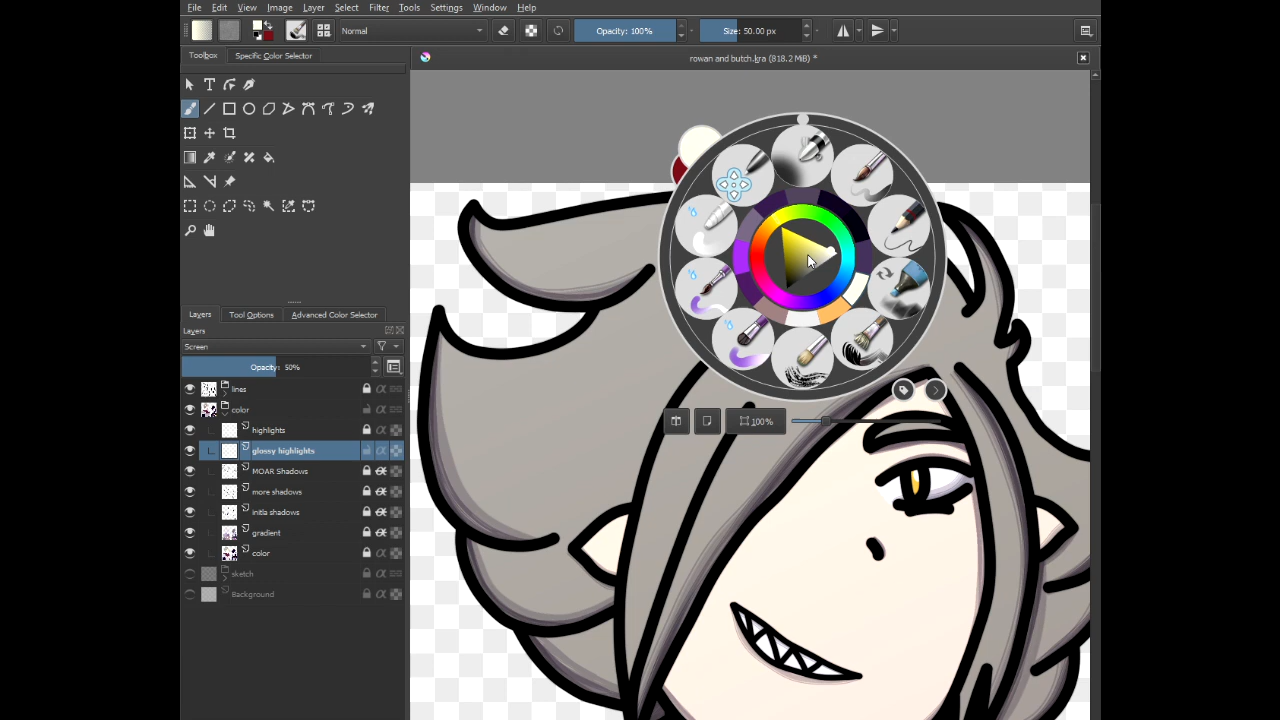 File Edit View Image Layer Select Filter Tools Settings Window Help
Normal Opacity: 100% Size: 50.00 px
Toolbox Specific Color Selector
rowan and butch.kra (818.2 MiB) *
Layers Tool Options Advanced Color Selector
Layers
Screen
Opacity: 50%
lines
color
highlights
glossy highlights
MOAR Shadows
more shadows
initla shadows
gradient
color
sketch
Background
100%